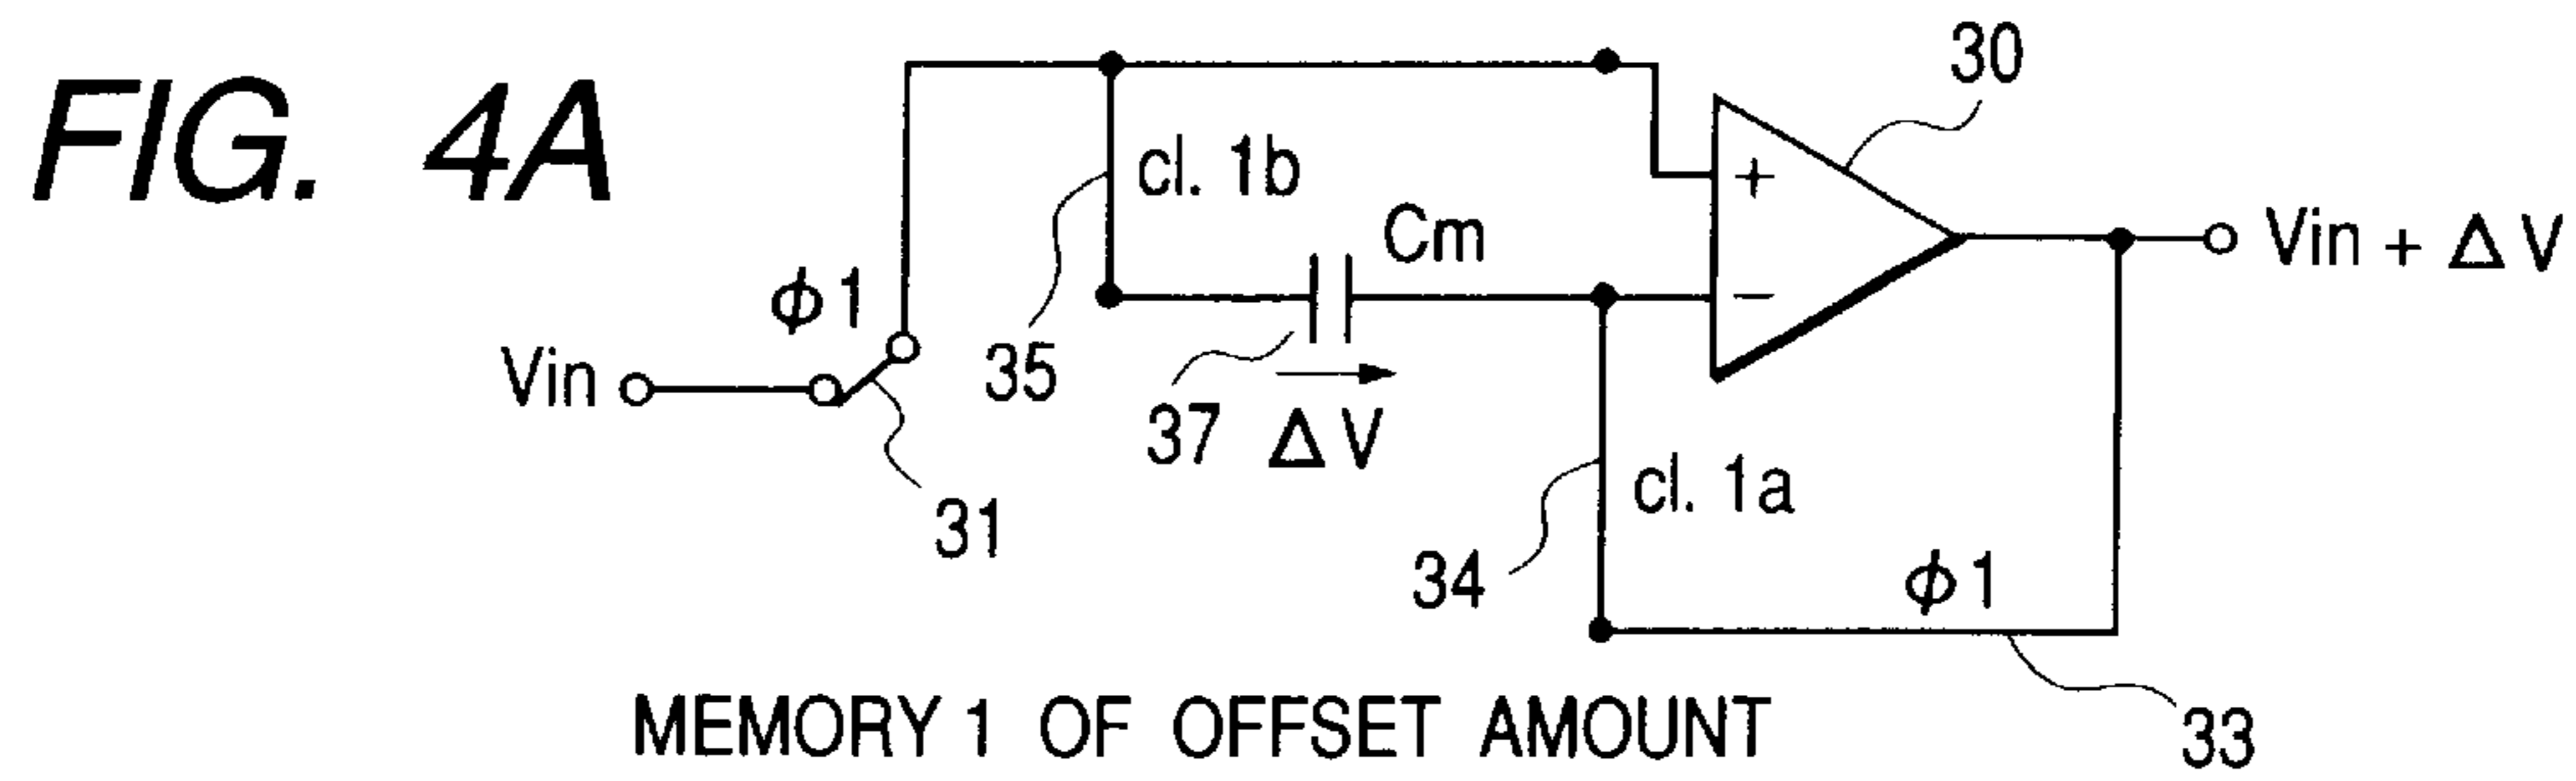 FIG. 4A
30
+
cl. 1b
Cm
Vin + ΔV
ϕ1
−
Vin
35
37
ΔV
cl. 1a
31
34
ϕ1
MEMORY 1 OF OFFSET AMOUNT
33